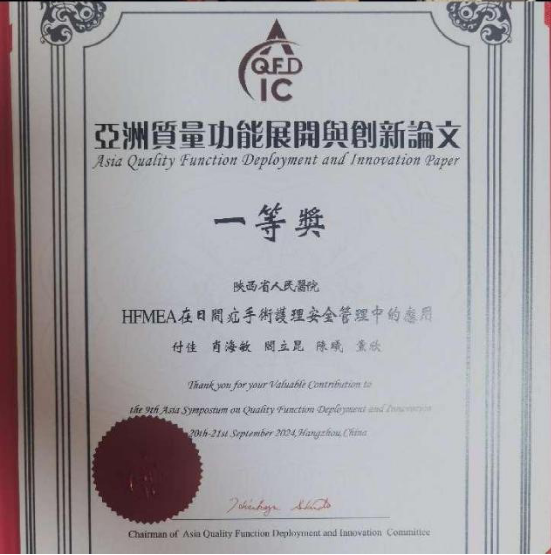 QFD
IC
亞洲質量功能展開與創新論文
Asia Quality Function Deployment and Innovation Paper
一等獎
陝西省人民醫院
HFMEA在日間疝手術護理安全管理中的應用
付佳 肖海敏 閻立昆 陳曦 董欣
Thank you for your Valuable Contribution to
the 9th Asia Symposium on Quality Function Deployment and Innovation
20th-21st September 2024,Hangzhou,China
Chairman of Asia Quality Function Deployment and Innovation Committee